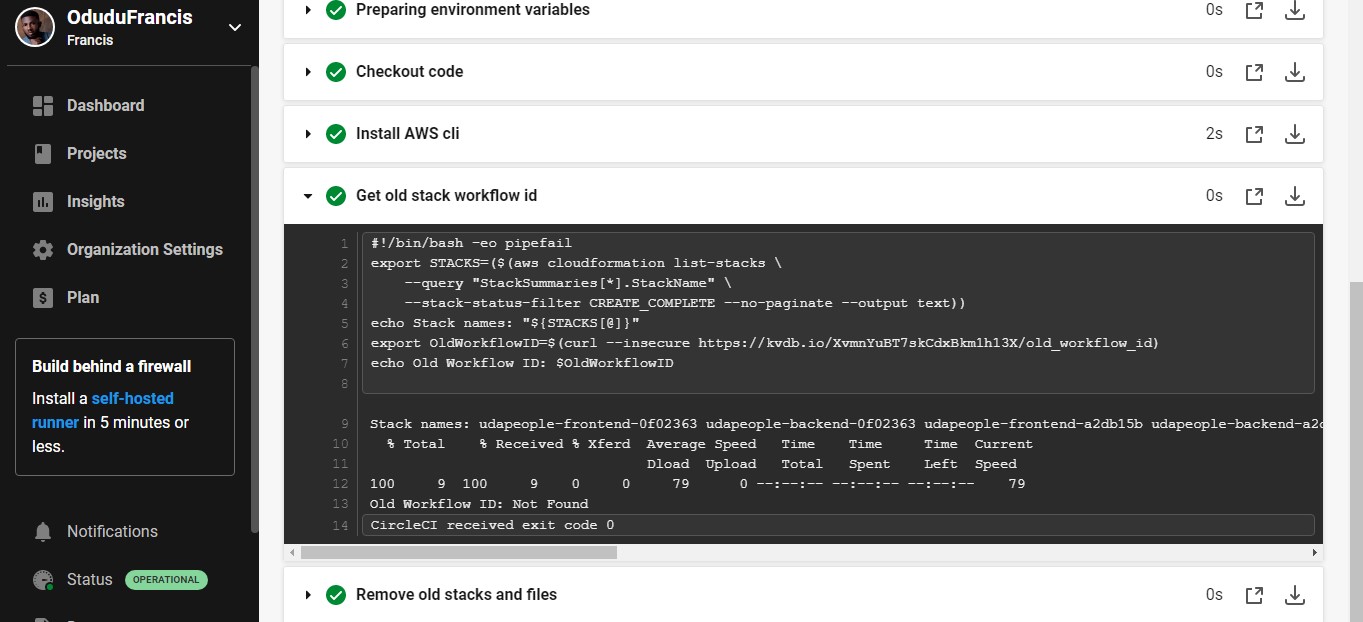 OduduFrancis
Francis
Dashboard
Projects
Insights
Organization Settings
Plan
Build behind a firewall
Install a self-hosted
runner in 5 minutes or
less.
Notifications
Status OPERATIONAL
Preparing environment variables 0s
Checkout code 0s
Install AWS cli 2s
Get old stack workflow id 0s
1 #!/bin/bash -eo pipefail
2 export STACKS=($(aws cloudformation list-stacks \
3 --query "StackSummaries[*].StackName" \
4 --stack-status-filter CREATE_COMPLETE --no-paginate --output text))
5 echo Stack names: "${STACKS[@]}"
6 export OldWorkflowID=$(curl --insecure https://kvdb.io/XvmnYuBT7skCdxBkm1h13X/old_workflow_id)
7 echo Old Workflow ID: $OldWorkflowID
8
9 Stack names: udapeople-frontend-0f02363 udapeople-backend-0f02363 udapeople-frontend-a2db15b udapeople-backend-a2d
10 % Total % Received % Xferd Average Speed Time Time Time Current
11 Dload Upload Total Spent Left Speed
12 100 9 100 9 0 0 79 0 --:--:-- --:--:-- --:--:-- 79
13 Old Workflow ID: Not Found
14 CircleCI received exit code 0
Remove old stacks and files 0s